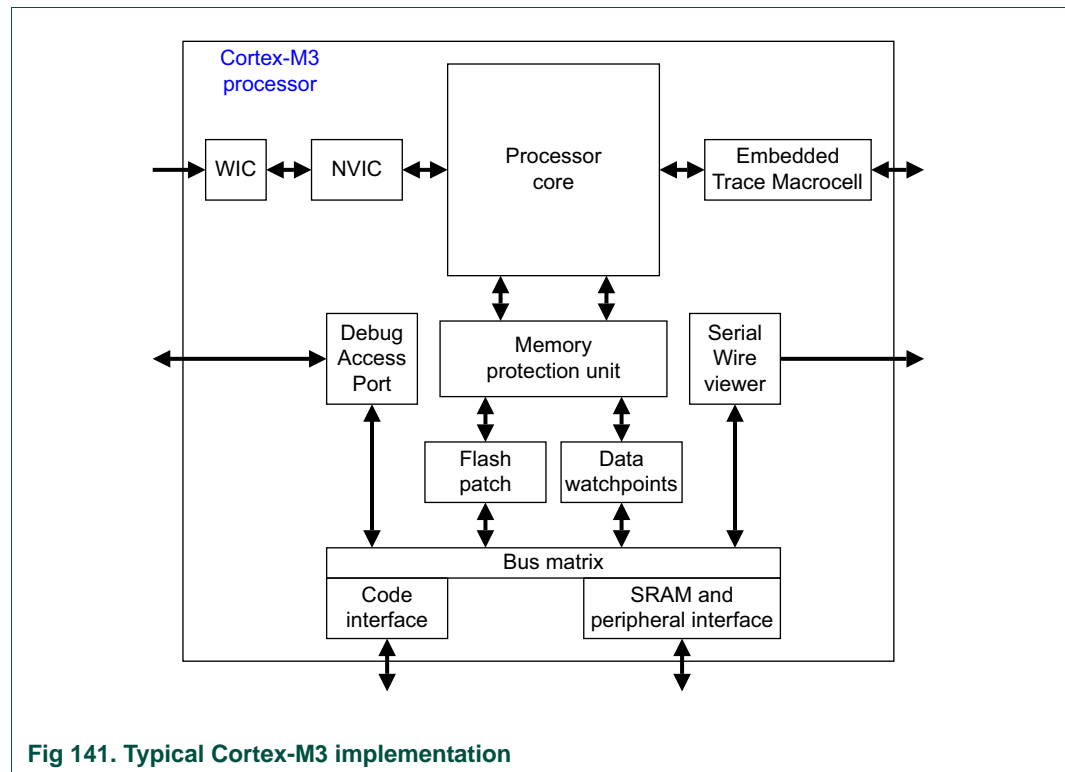 Cortex-M3
processor
WIC
NVIC
Processor
core
Embedded
Trace Macrocell
Debug
Access
Port
Memory
protection unit
Serial
Wire
viewer
Flash
patch
Data
watchpoints
Bus matrix
Code
interface
SRAM and
peripheral interface
Fig 141. Typical Cortex-M3 implementation